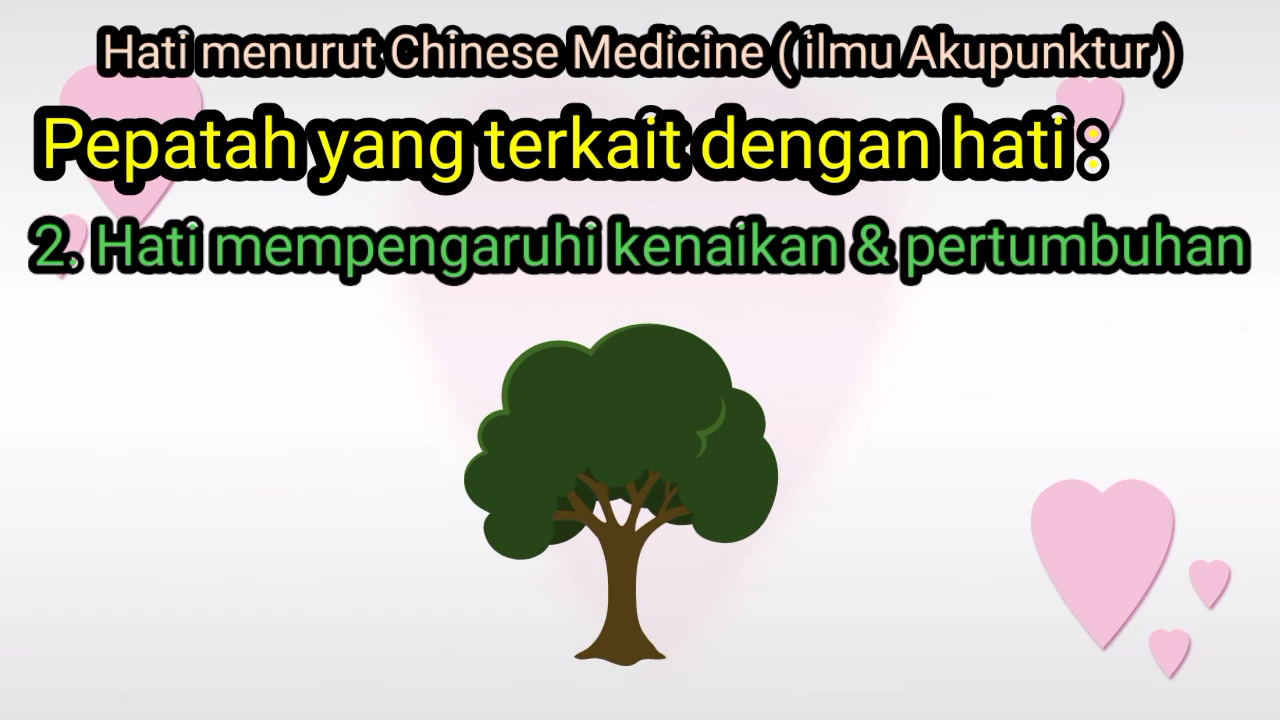 Hati menurut Chinese Medicine ( ilmu Akupunktur )
Pepatah yang terkait dengan hati :
2. Hati mempengaruhi kenaikan & pertumbuhan